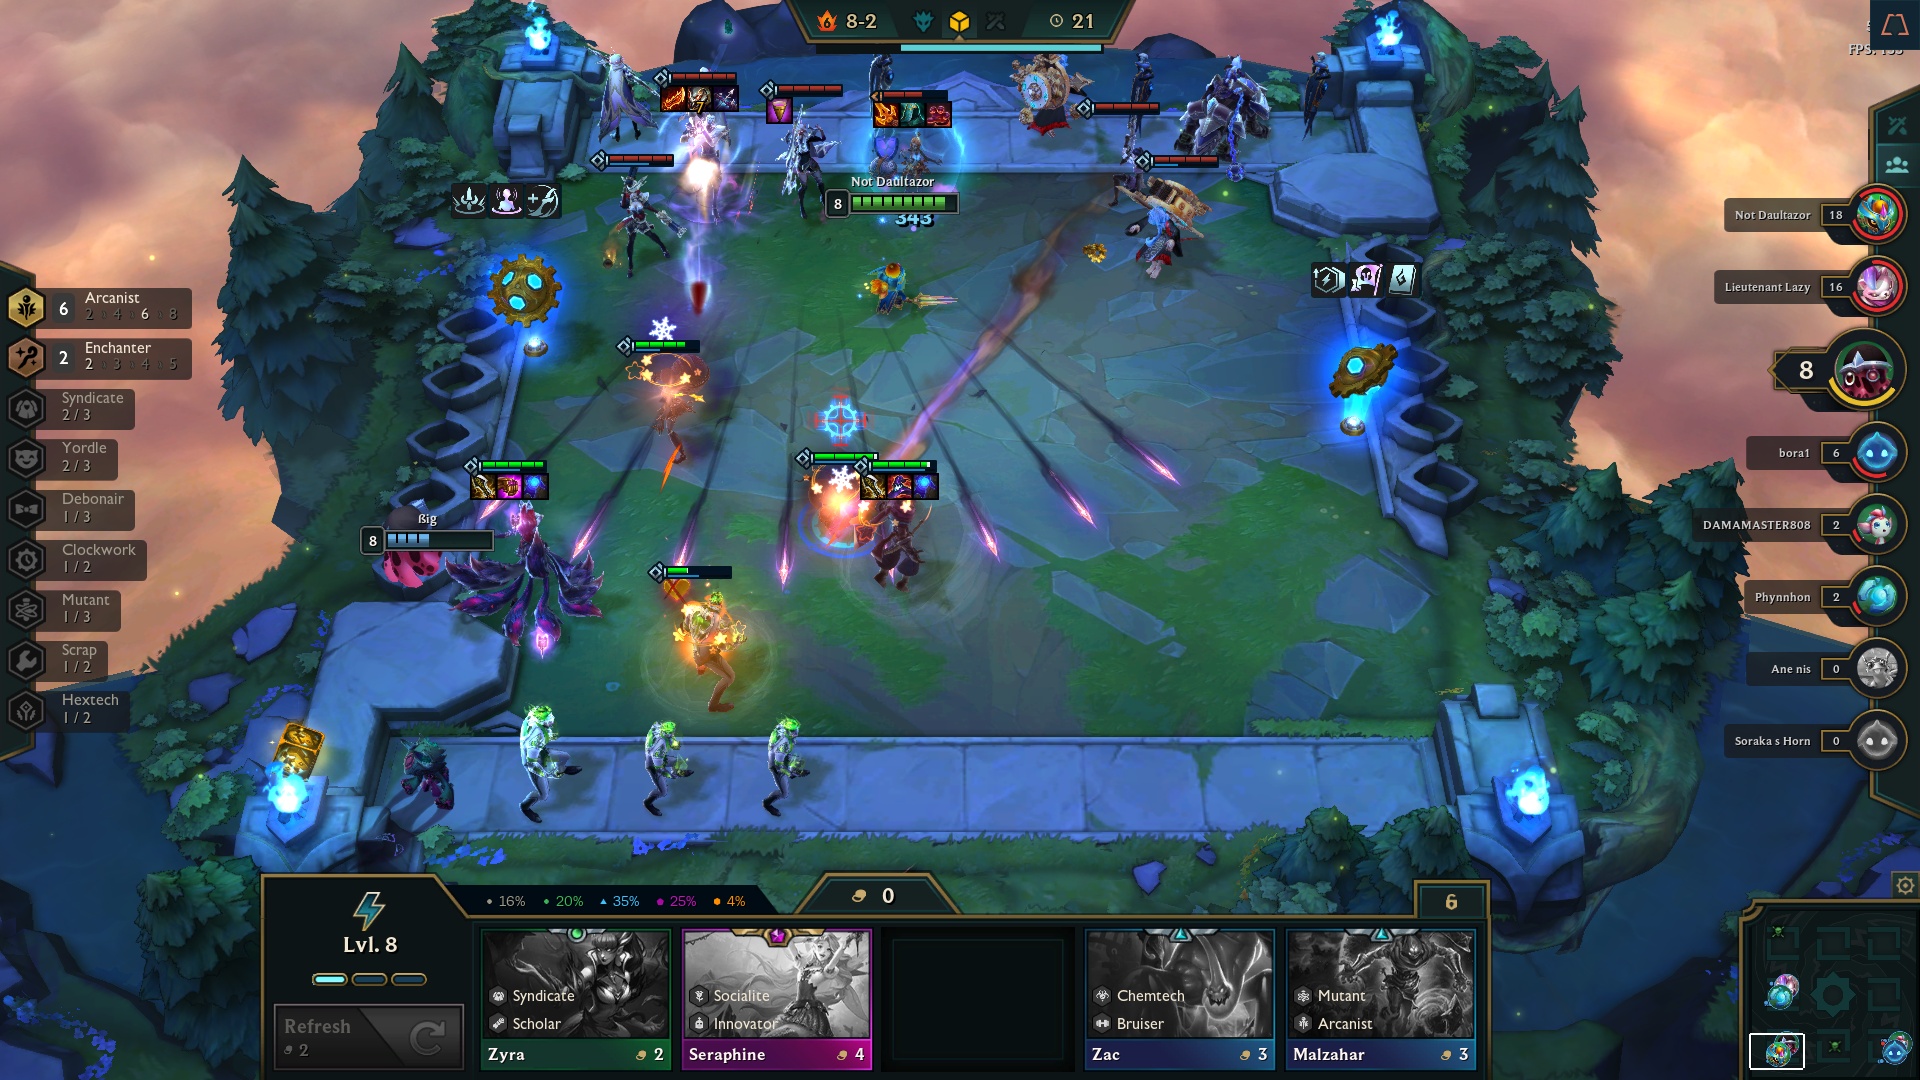 8-2
21
FPS:
Not Daultazor
8
343
Not Daultazor 18
Lieutenant Lazy 16
8
bora1 6
DAMAMASTER808 2
Phynnhon 2
Ane nis 0
Soraka s Horn 0
6 Arcanist
2 › 4 › 6 › 8
2 Enchanter
2 › 3 › 4 › 5
Syndicate
2 / 3
Yordle
2 / 3
Debonair
1 / 3
Clockwork
1 / 2
Mutant
1 / 3
Scrap
1 / 2
Hextech
1 / 2
ßig
8
Lvl. 8
16% 20% 35% 25% 4%
0
6
Refresh
2
Syndicate
Scholar
Zyra 2
Socialite
Innovator
Seraphine 4
Chemtech
Bruiser
Zac 3
Mutant
Arcanist
Malzahar 3